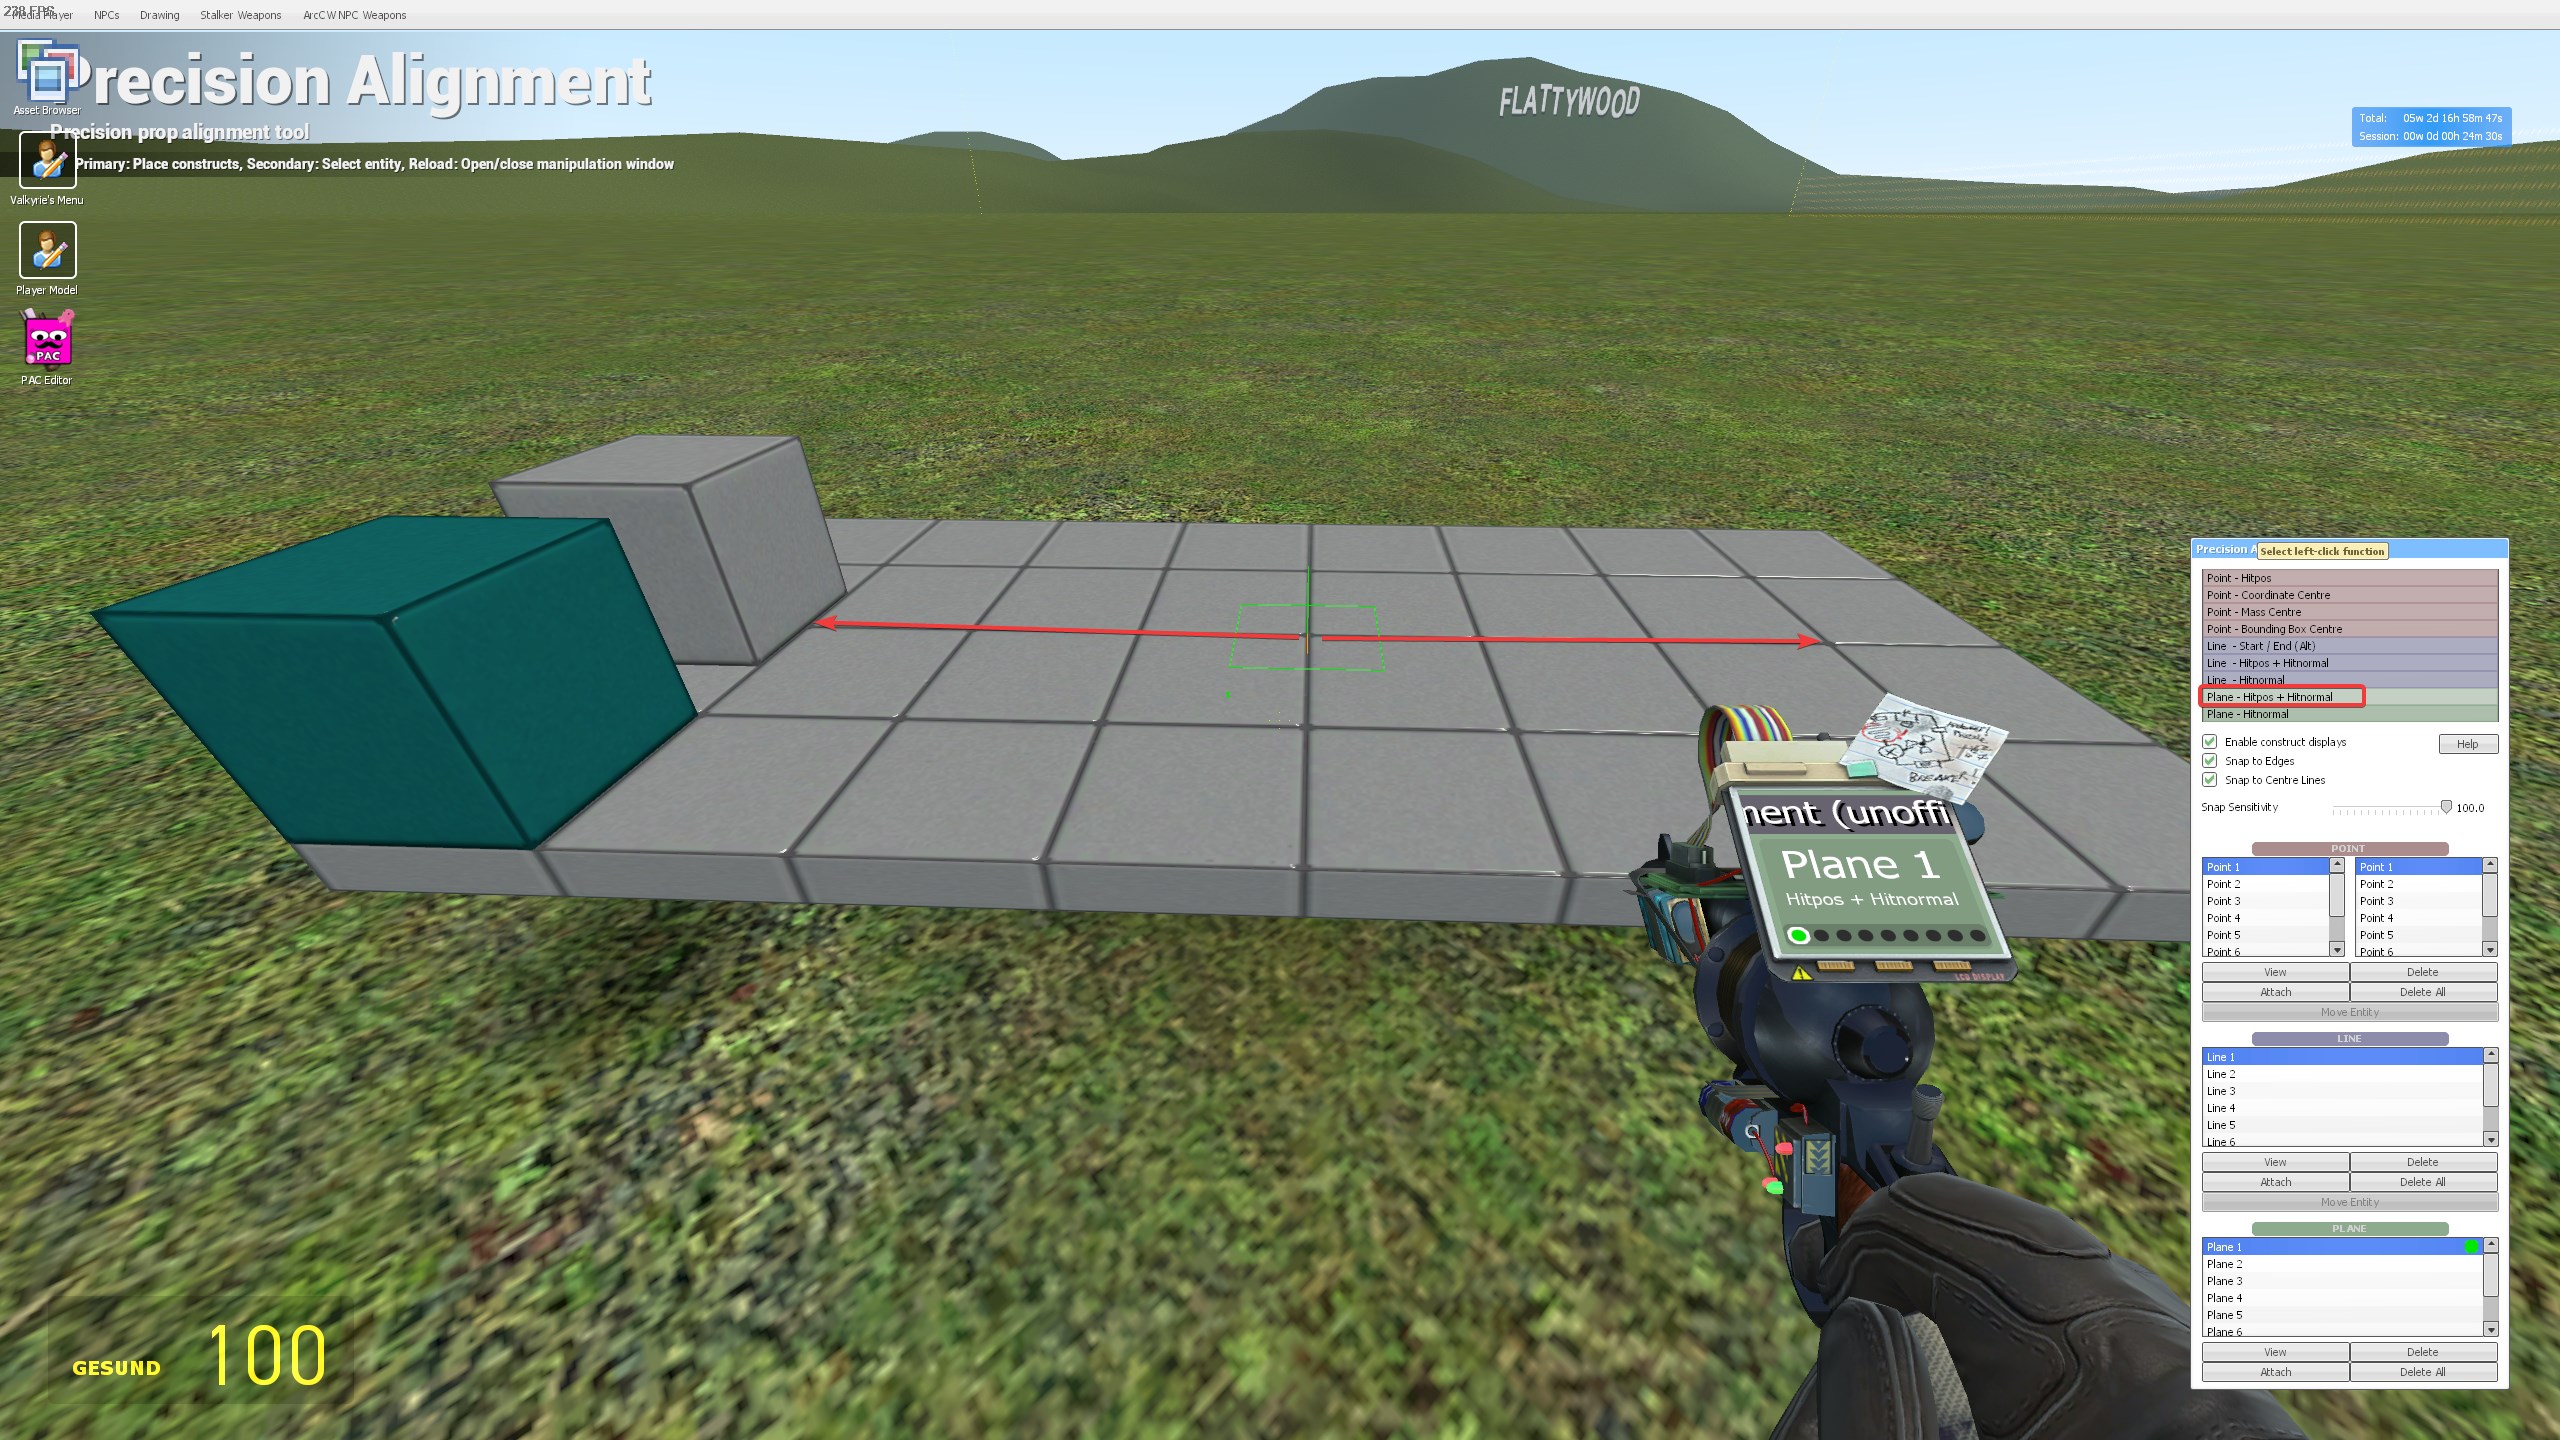 238 FPS
Media Player NPCs Drawing Stalker Weapons ArcCW NPC Weapons
Precision Alignment
Asset Browser
Precision prop alignment tool
Primary: Place constructs, Secondary: Select entity, Reload: Open/close manipulation window
Valkyrie's Menu
Player Model
PAC
PAC Editor
FLATTYWOOD
Total: 05w 2d 16h 58m 47s
Session: 00w 0d 00h 24m 30s
Precision A
Select left-click function
Point - Hitpos
Point - Coordinate Centre
Point - Mass Centre
Point - Bounding Box Centre
Line - Start / End (Alt)
Line - Hitpos + Hitnormal
Line - Hitnormal
Plane - Hitpos + Hitnormal
Plane - Hitnormal
Enable construct displays
Help
Snap to Edges
Snap to Centre Lines
Snap Sensitivity 100.0
POINT
Point 1 Point 1
Point 2 Point 2
Point 3 Point 3
Point 4 Point 4
Point 5 Point 5
Point 6 Point 6
View Delete
Attach Delete All
Move Entity
LINE
Line 1
Line 2
Line 3
Line 4
Line 5
Line 6
View Delete
Attach Delete All
Move Entity
PLANE
Plane 1
Plane 2
Plane 3
Plane 4
Plane 5
Plane 6
View Delete
Attach Delete All
BREAKER!
ment (unoffi
Plane 1
Hitpos + Hitnormal
LCD DISPLAY
GESUND 100